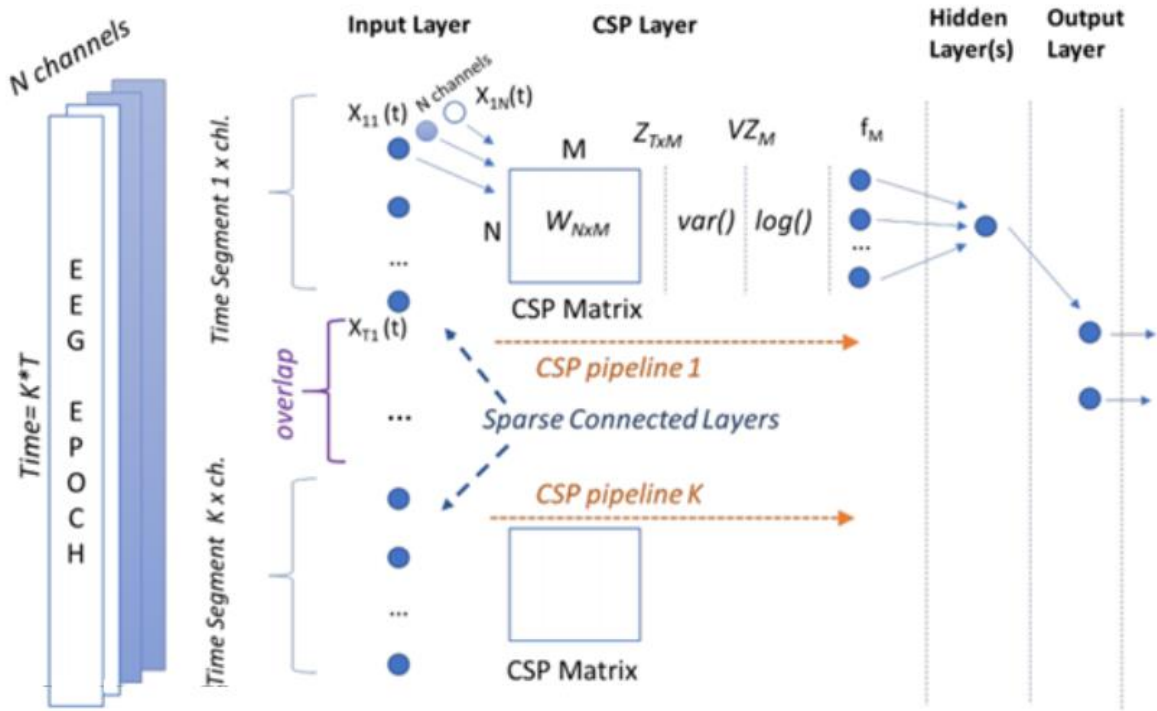 N channels
Time= K*T
EEG EPOCH
Time Segment 1 x chl.
Time Segment K x ch.
Input Layer
CSP Layer
Hidden
Layer(s)
Output
Layer
N channels
X11 (t)
X1N(t)
M
N
WNxM
CSP Matrix
ZTxM
VZM
fM
var()
log()
...
...
XT1 (t)
overlap
...
CSP pipeline 1
Sparse Connected Layers
CSP pipeline K
...
CSP Matrix